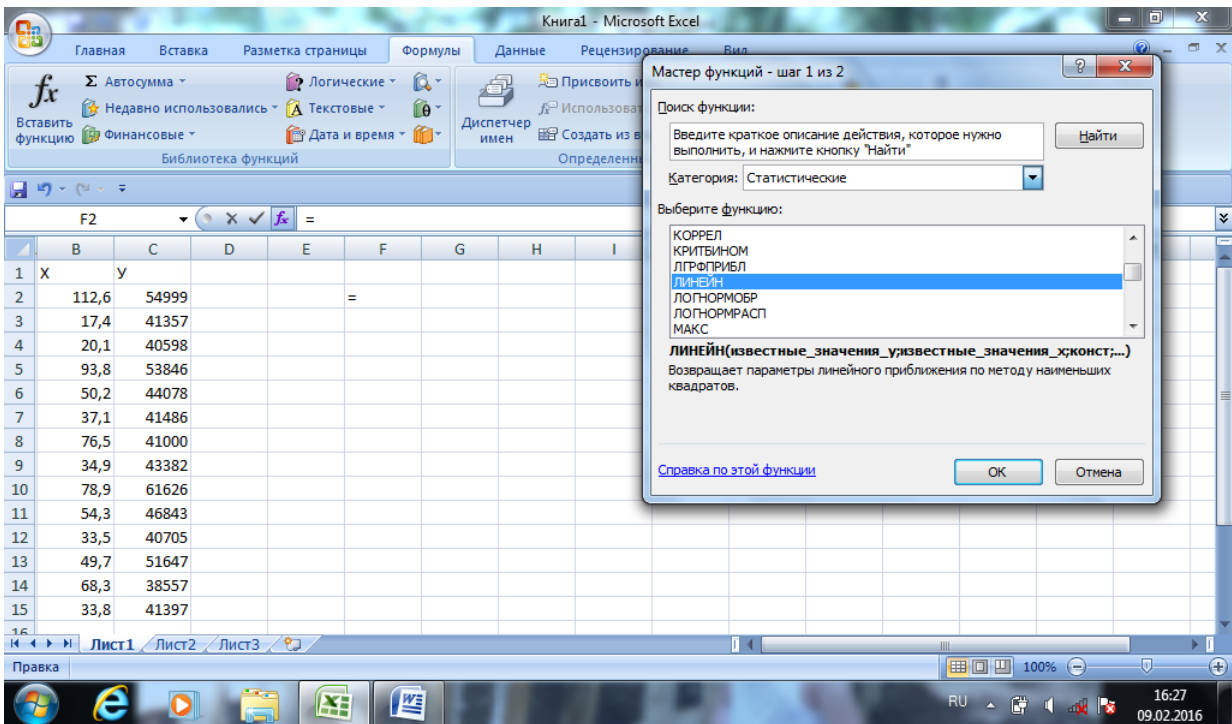 Книга1 - Microsoft Excel
Главная Вставка Разметка страницы Формулы Данные Рецензирование Вид
fx
Вставить функцию
Σ Автосумма
Недавно использовались
Финансовые
Логические
Текстовые
Дата и время
Библиотека функций
Диспетчер имен
Присвоить и
Использоват
Создать из в
Определенн
F2 fx =
B C D E F G H I
1 X У
2 112,6 54999 =
3 17,4 41357
4 20,1 40598
5 93,8 53846
6 50,2 44078
7 37,1 41486
8 76,5 41000
9 34,9 43382
10 78,9 61626
11 54,3 46843
12 33,5 40705
13 49,7 51647
14 68,3 38557
15 33,8 41397
16
Мастер функций - шаг 1 из 2
Поиск функции:
Введите краткое описание действия, которое нужно
выполнить, и нажмите кнопку "Найти"
Найти
Категория: Статистические
Выберите функцию:
КОРРЕЛ
КРИТБИНОМ
ЛГРФПРИБЛ
ЛИНЕЙН
ЛОГНОРМОБР
ЛОГНОРМРАСП
МАКС
ЛИНЕЙН(известные_значения_y;известные_значения_x;конст;...)
Возвращает параметры линейного приближения по методу наименьших
квадратов.
Справка по этой функции
ОК Отмена
Лист1 Лист2 Лист3
Правка 100%
RU 16:27
09.02.2016